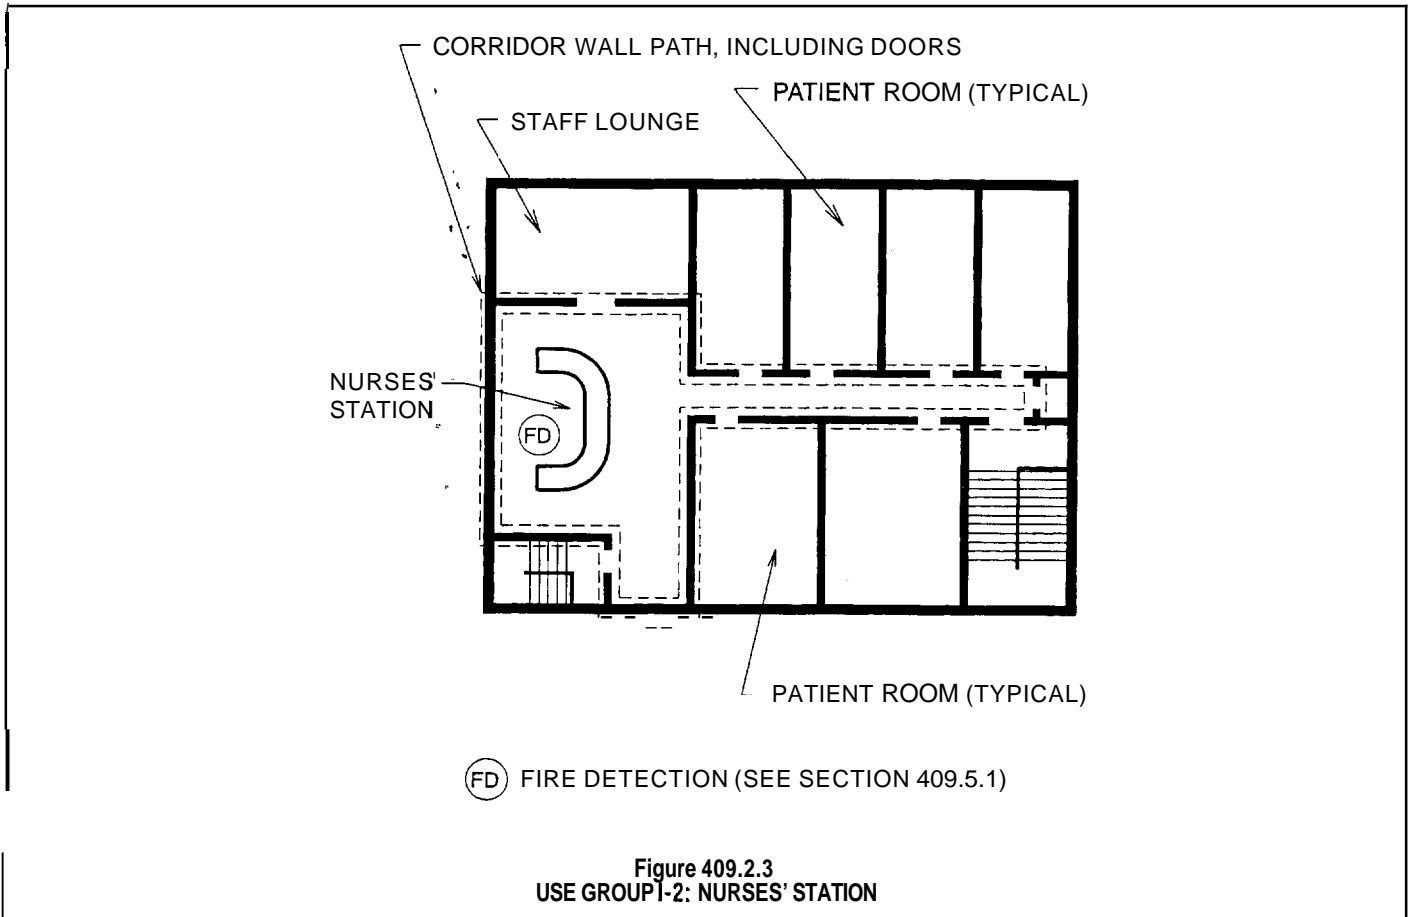 CORRIDOR WALL PATH, INCLUDING DOORS
PATIENT ROOM (TYPICAL)
STAFF LOUNGE
NURSES'
STATION
FD
PATIENT ROOM (TYPICAL)
FD FIRE DETECTION (SEE SECTION 409.5.1)
Figure 409.2.3
USE GROUP I-2: NURSES' STATION